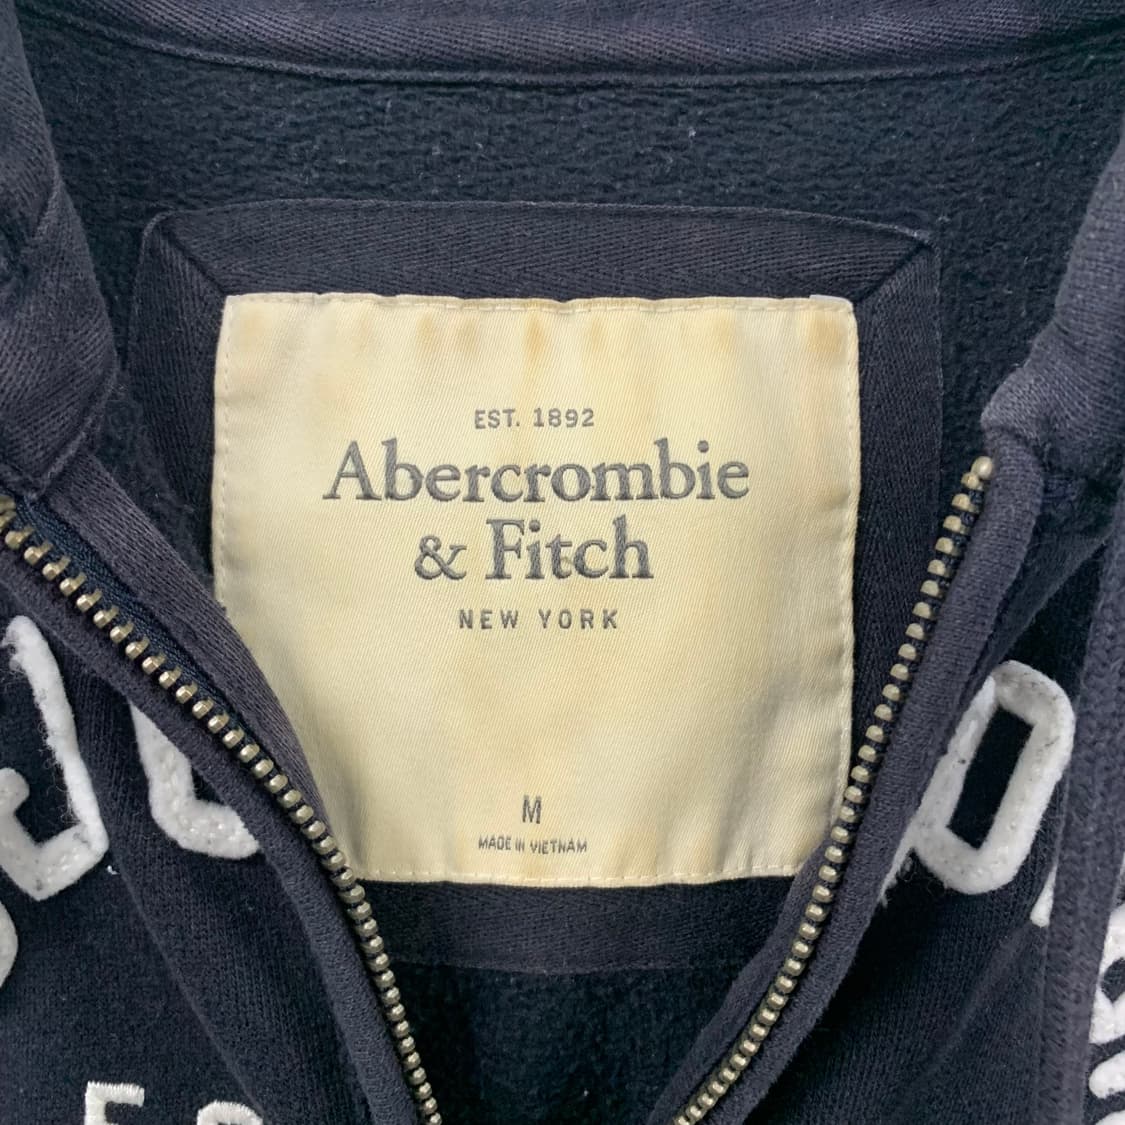 EST. 1892
Abercrombie
& Fitch
NEW YORK
M
MADE IN VIETNAM